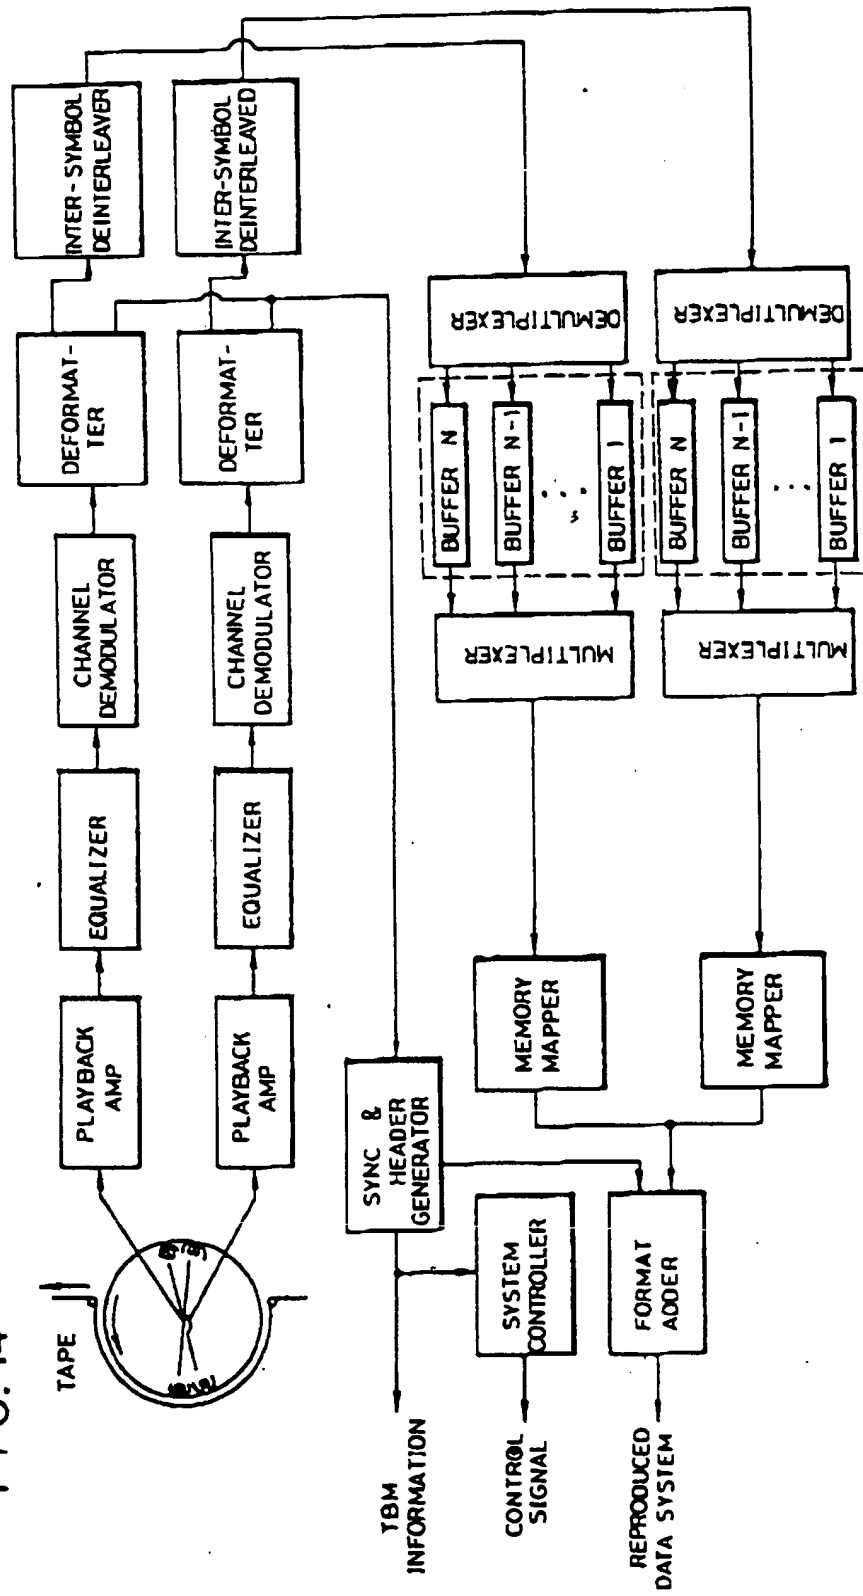 FIG. 14
TAPE
PLAYBACK
AMP
EQUALIZER
CHANNEL
DEMODULATOR
DEFORMAT-
TER
INTER-SYMBOL
DEINTERLEAVER
PLAYBACK
AMP
EQUALIZER
CHANNEL
DEMODULATOR
DEFORMAT-
TER
INTER-SYMBOL
DEINTERLEAVED
TBM
INFORMATION
SYNC &
HEADER
GENERATOR
CONTROL
SIGNAL
SYSTEM
CONTROLLER
MEMORY
MAPPER
MULTIPLEXER
BUFFER N
BUFFER N-1
BUFFER 1
DEMULTIPLEXER
REPRODUCED
DATA SYSTEM
FORMAT
ADDER
MEMORY
MAPPER
MULTIPLEXER
BUFFER N
BUFFER N-1
BUFFER 1
DEMULTIPLEXER